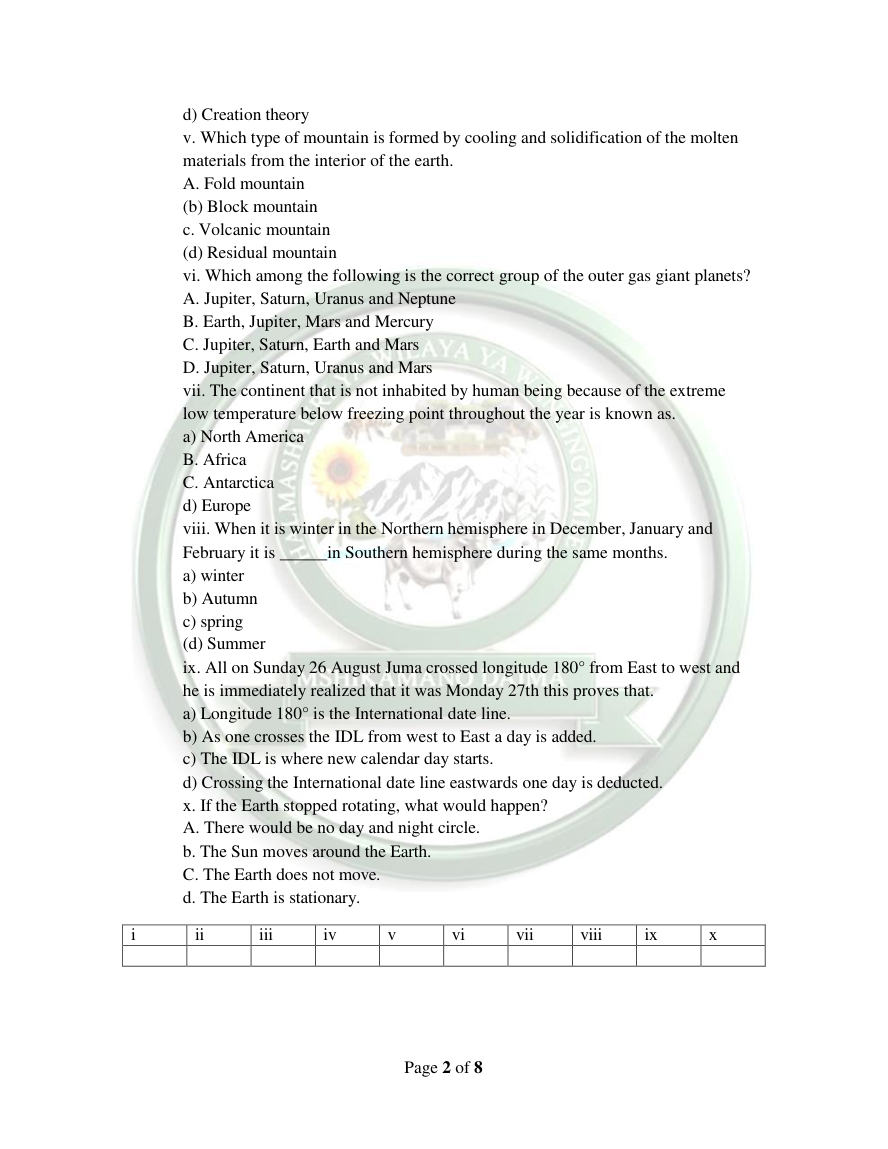 d) Creation theory
v. Which type of mountain is formed by cooling and solidification of the molten
materials from the interior of the earth.
A. Fold mountain
(b) Block mountain
c. Volcanic mountain
(d) Residual mountain
vi. Which among the following is the correct group of the outer gas giant planets?
A. Jupiter, Saturn, Uranus and Neptune
B. Earth, Jupiter, Mars and Mercury
C. Jupiter, Saturn, Earth and Mars
D. Jupiter, Saturn, Uranus and Mars
vii. The continent that is not inhabited by human being because of the extreme
low temperature below freezing point throughout the year is known as.
a) North America
B. Africa
C. Antarctica
d) Europe
viii. When it is winter in the Northern hemisphere in December, January and
February it is ______in Southern hemisphere during the same months.
a) winter
b) Autumn
c) spring
(d) Summer
ix. All on Sunday 26 August Juma crossed longitude 180° from East to west and
he is immediately realized that it was Monday 27th this proves that.
a) Longitude 180° is the International date line.
b) As one crosses the IDL from west to East a day is added.
c) The IDL is where new calendar day starts.
d) Crossing the International date line eastwards one day is deducted.
x. If the Earth stopped rotating, what would happen?
A. There would be no day and night circle.
b. The Sun moves around the Earth.
C. The Earth does not move.
d. The Earth is stationary.
i ii iii iv v vi vii viii ix x
Page 2 of 8
MSHIKAMANO DAIMA